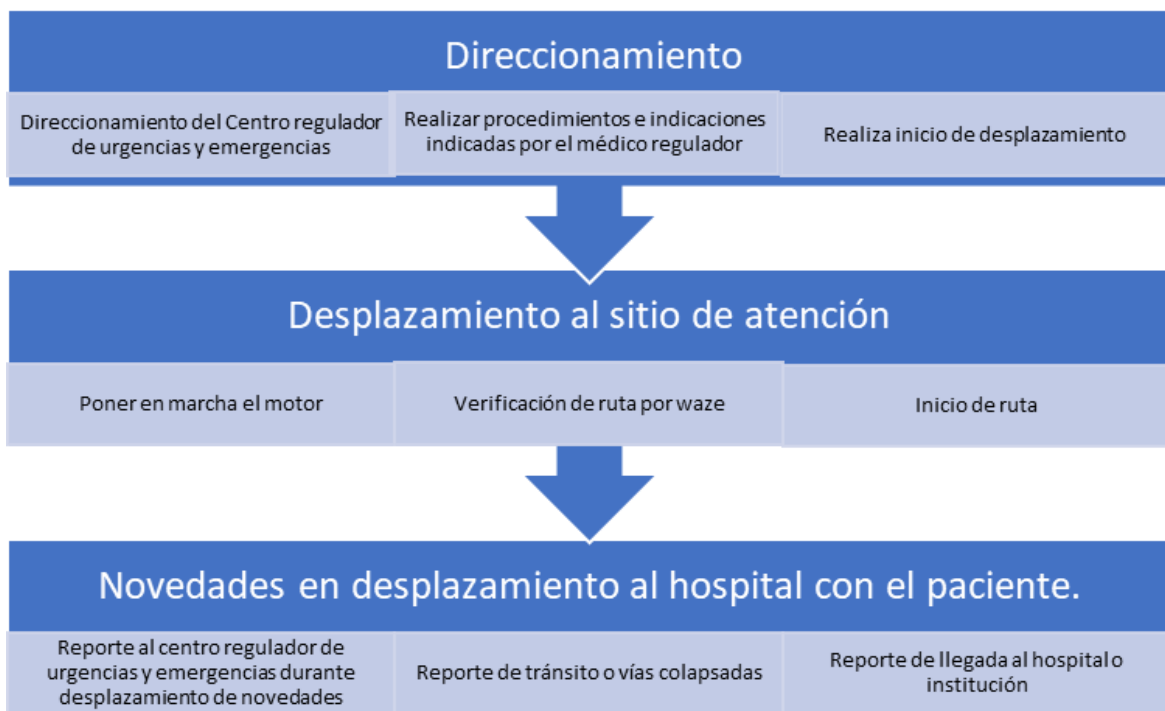 Direccionamiento
Direccionamiento del Centro regulador
de urgencias y emergencias
Realizar procedimientos e indicaciones
indicadas por el médico regulador
Realiza inicio de desplazamiento
Desplazamiento al sitio de atención
Poner en marcha el motor
Verificación de ruta por waze
Inicio de ruta
Novedades en desplazamiento al hospital con el paciente.
Reporte al centro regulador de
urgencias y emergencias durante
desplazamiento de novedades
Reporte de tránsito o vías colapsadas
Reporte de llegada al hospital o
institución